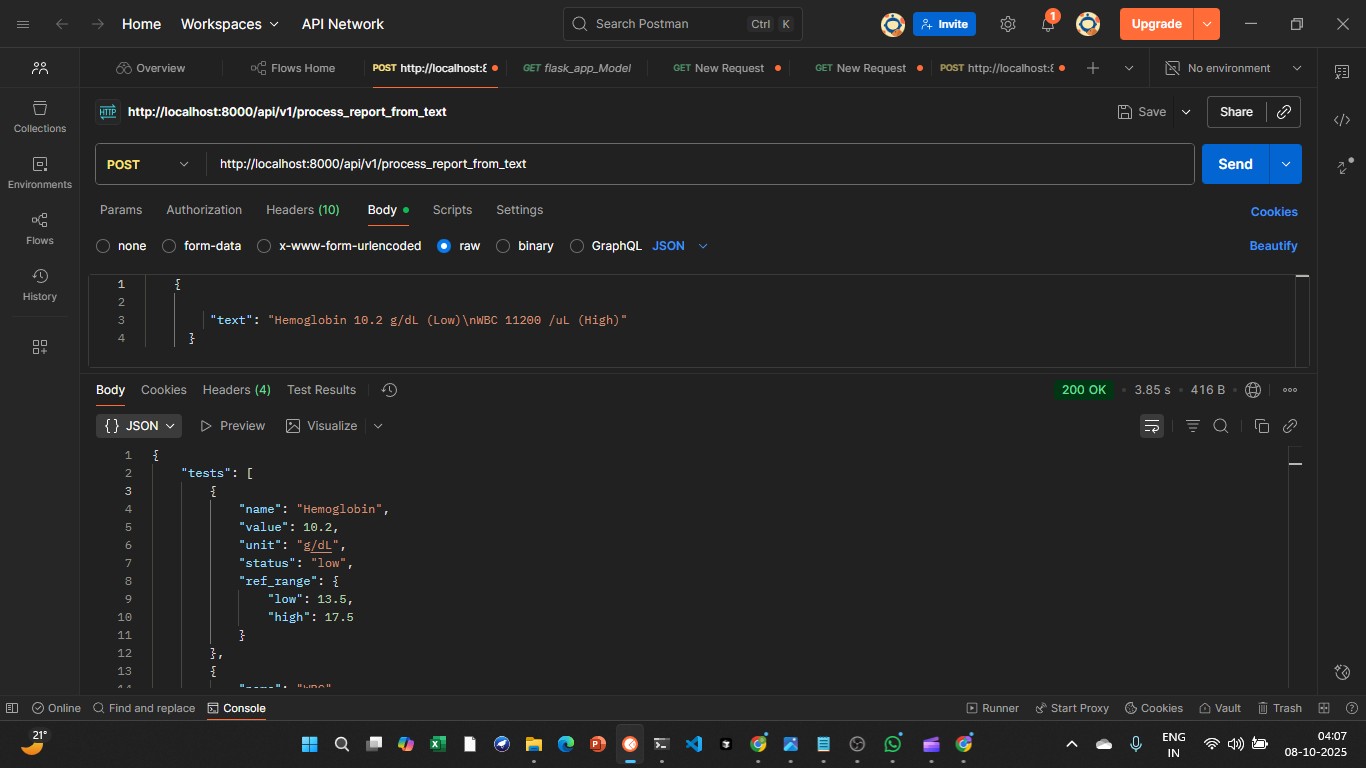 Home Workspaces API Network Search Postman Ctrl K Invite 1 Upgrade
Overview Flows Home POST http://localhost:8 GET flask_app_Model GET New Request GET New Request POST http://localhost:8 No environment
HTTP http://localhost:8000/api/v1/process_report_from_text Save Share
POST http://localhost:8000/api/v1/process_report_from_text Send
Params Authorization Headers (10) Body Scripts Settings Cookies
none form-data x-www-form-urlencoded raw binary GraphQL JSON Beautify
Collections
Environments
Flows
History
1 {
2
3 "text": "Hemoglobin 10.2 g/dL (Low)\nWBC 11200 /uL (High)"
4 }
Body Cookies Headers (4) Test Results 200 OK 3.85 s 416 B
{} JSON Preview Visualize
1 {
2 "tests": [
3 {
4 "name": "Hemoglobin",
5 "value": 10.2,
6 "unit": "g/dL",
7 "status": "low",
8 "ref_range": {
9 "low": 13.5,
10 "high": 17.5
11 }
12 },
13 {
14 "name": "WBC"
Online Find and replace Console Runner Start Proxy Cookies Vault Trash
21°
ENG
IN
04:07
08-10-2025